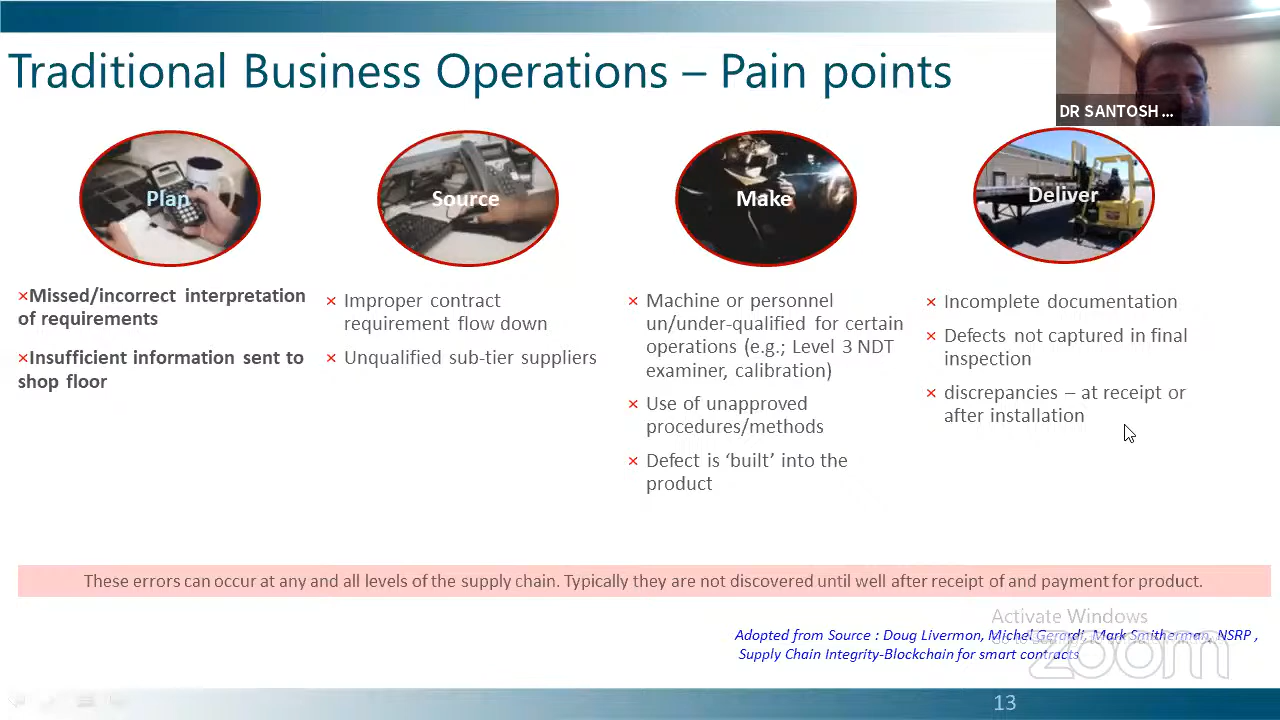 Traditional Business Operations – Pain points
DR SANTOSH ...
Plan
Source
Make
Deliver
×Missed/incorrect interpretation
of requirements
×Insufficient information sent to
shop floor
× Improper contract
requirement flow down
× Unqualified sub-tier suppliers
× Machine or personnel
un/under-qualified for certain
operations (e.g.; Level 3 NDT
examiner, calibration)
× Use of unapproved
procedures/methods
× Defect is ‘built’ into the
product
× Incomplete documentation
× Defects not captured in final
inspection
× discrepancies – at receipt or
after installation
These errors can occur at any and all levels of the supply chain. Typically they are not discovered until well after receipt of and payment for product.
Activate Windows
Adopted from Source : Doug Livermon, Michel Gerardi, Mark Smitherman, NSRP ,
Supply Chain Integrity-Blockchain for smart contracts
zoom
13